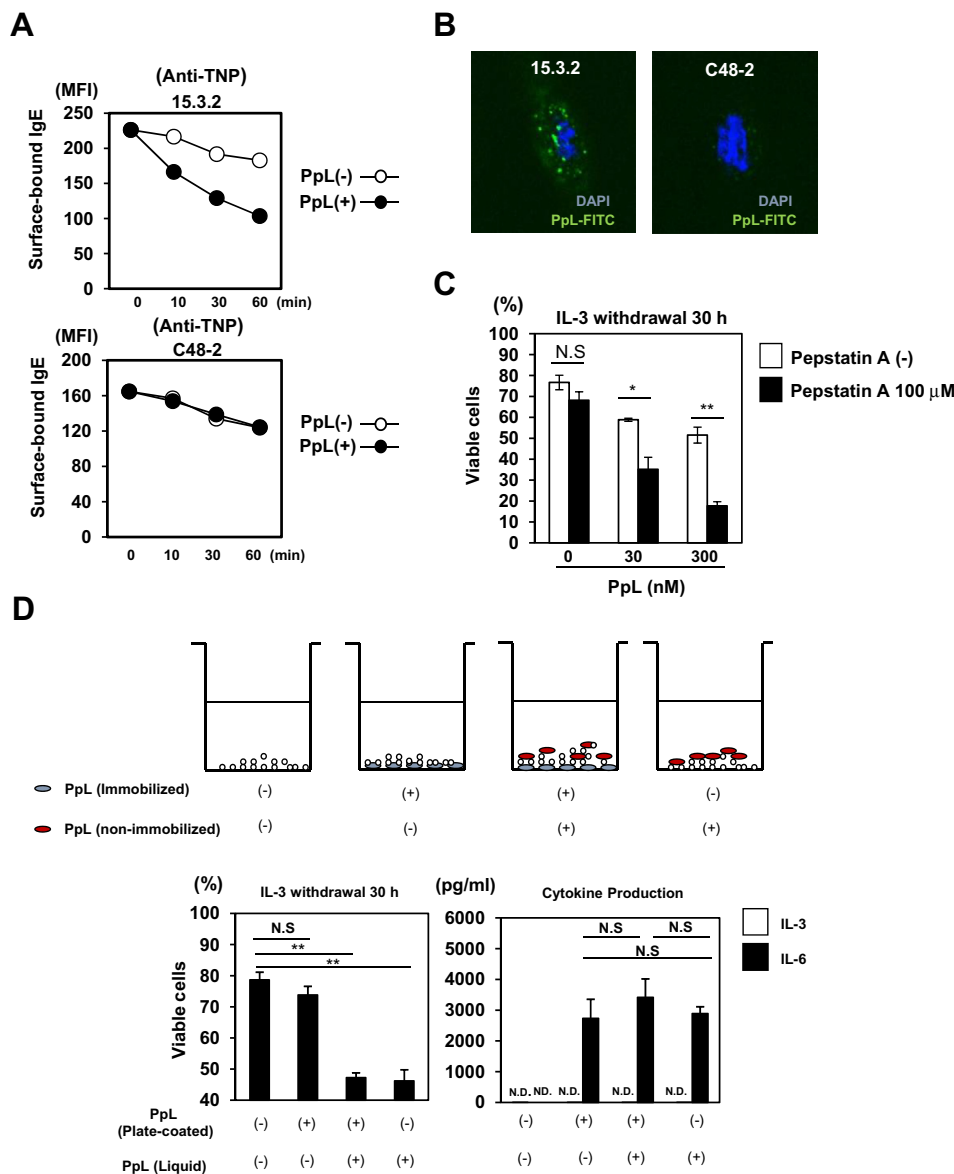 A
(Anti-TNP)
(MFI)
15.3.2
250
200
150
100
50
0
Surface-bound IgE
0 10 30 60 (min)
PpL(-)
PpL(+)
(Anti-TNP)
(MFI)
C48-2
200
160
120
80
40
0
Surface-bound IgE
0 10 30 60 (min)
PpL(-)
PpL(+)
B
15.3.2
DAPI
PpL-FITC
C48-2
DAPI
PpL-FITC
C
(%)
IL-3 withdrawal 30 h
90
80
70
60
50
40
30
20
10
0
Viable cells
N.S
*
**
0 30 300
PpL (nM)
Pepstatin A (-)
Pepstatin A 100 μM
D
PpL (Immobilized) (-) (+) (+) (-)
PpL (non-immobilized) (-) (-) (+) (+)
(%)
IL-3 withdrawal 30 h
100
90
80
70
60
50
40
Viable cells
N.S
**
**
(pg/ml)
Cytokine Production
6000
5000
4000
3000
2000
1000
0
N.S N.S
N.S
N.D. ND. N.D. N.D. N.D.
IL-3
IL-6
PpL
(Plate-coated) (-) (+) (+) (-) (-) (+) (+) (-)
PpL (Liquid) (-) (-) (+) (+) (-) (-) (+) (+)